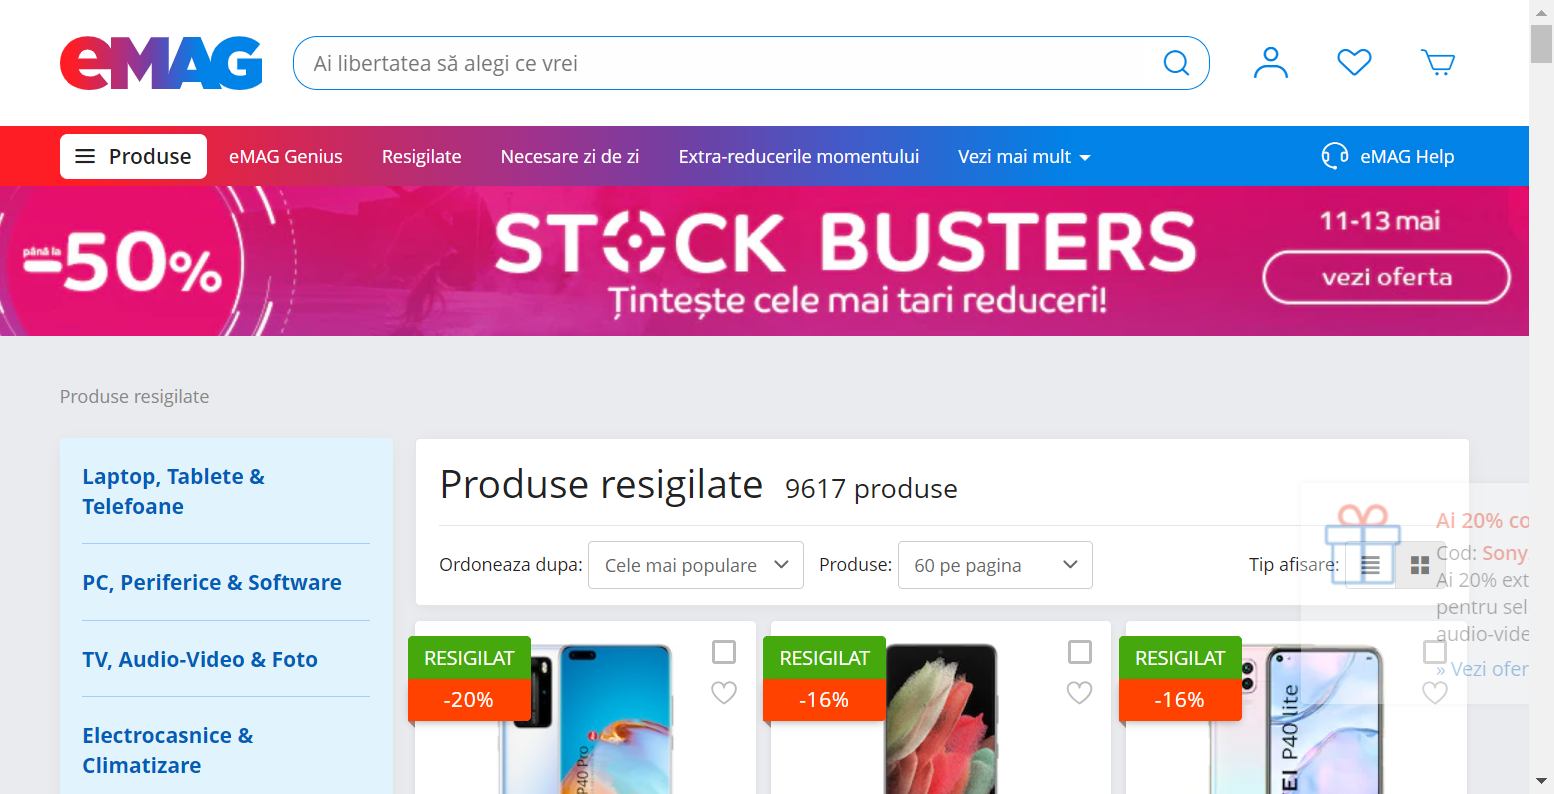 eMAG
Ai libertatea să alegi ce vrei
Produse
eMAG Genius
Resigilate
Necesare zi de zi
Extra-reducerile momentului
Vezi mai mult
eMAG Help
până la
-50%
STOCK BUSTERS
Țintește cele mai tari reduceri!
11-13 mai
vezi oferta
Produse resigilate
Laptop, Tablete &
Telefoane
PC, Periferice & Software
TV, Audio-Video & Foto
Electrocasnice &
Climatizare
Produse resigilate 9617 produse
Ordoneaza dupa: Cele mai populare
Produse: 60 pe pagina
Tip afisare:
Ai 20% co
Cod: Sony
Ai 20% ext
pentru sel
audio-vide
» Vezi ofer
RESIGILAT
-20%
P40 Pro
RESIGILAT
-16%
RESIGILAT
-16%
EI P40 lite